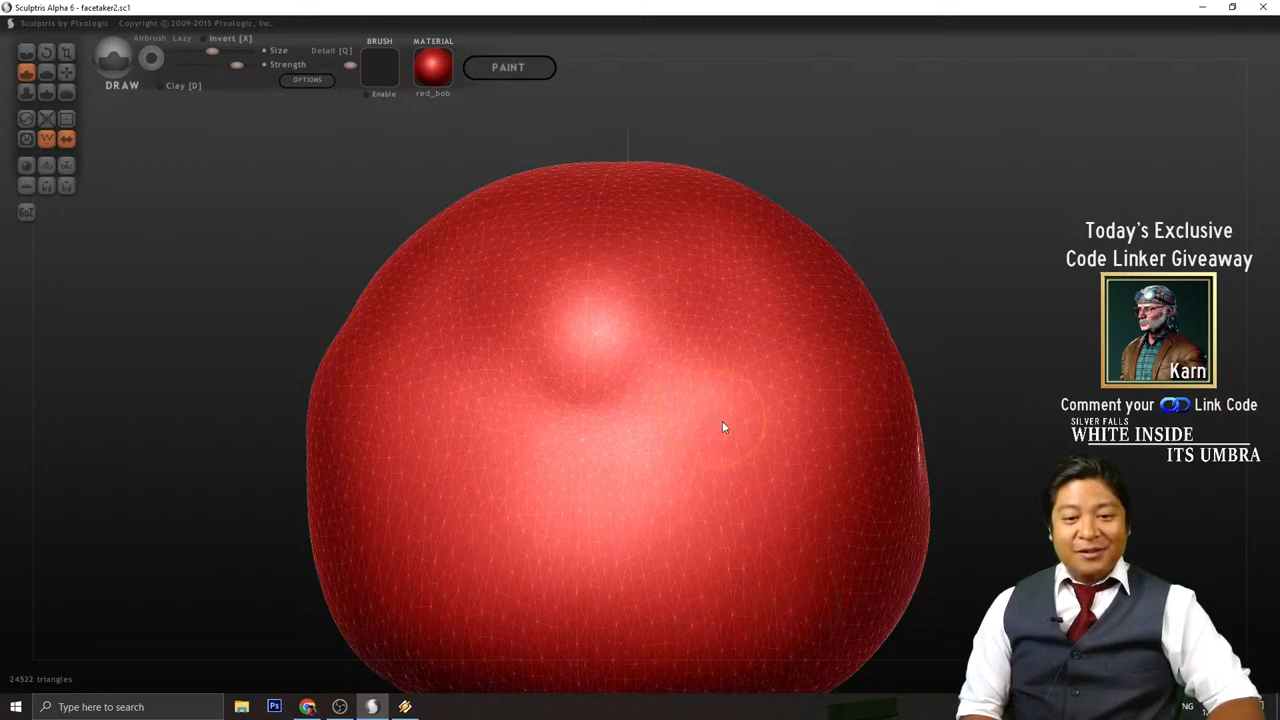 Sculptris Alpha 6 - facetaker2.sc1
Sculptris by Pixologic Copyright © 2009-2015 Pixologic, Inc.
Airbrush Lazy Invert [X]
Size Detail [Q]
Strength
OPTIONS
DRAW Clay [D]
BRUSH
Enable
MATERIAL
red_bob
PAINT
GoZ
Today's Exclusive
Code Linker Giveaway
Karn
Comment your Link Code
SILVER FALLS
WHITE INSIDE
ITS UMBRA
24522 triangles
Type here to search
Ps